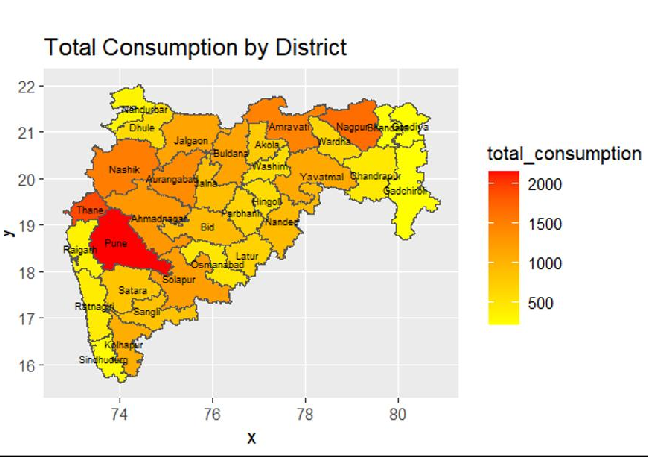 Total Consumption by District
22
21
20
19
18
17
16
y
Nandurbar
Dhule
Jalgaon
Buldana
Akola
Amravati
Wardha
Nagpur
Bhandara
Gondiya
Washim
Nashik
Aurangabad
Jalna
Yavatmal
Chandrapur
Gadchiroli
Hingoli
Thane
Ahmadnagar
Parbhani
Nanded
Bid
Pune
Raigarh
Latur
Osmanabad
Solapur
Satara
Ratnagiri
Sangli
Kolhapur
Sindhudurg
74 76 78 80
x
total_consumption
2000
1500
1000
500